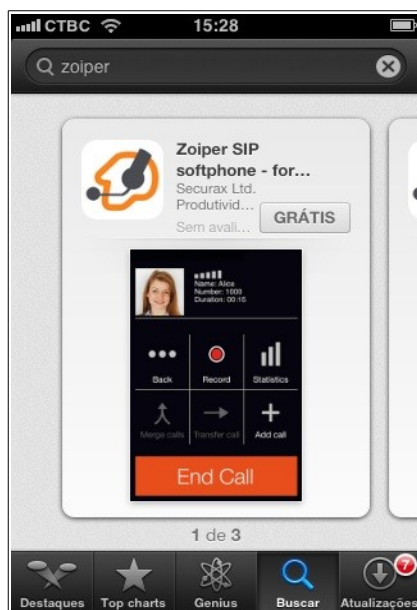 CTBC 15:28
zoiper
Zoiper SIP
softphone - for...
Securax Ltd.
Produtivid...
GRÁTIS
Sem avali...
Name: Alice
Number: 1000
Duration: 00:15
Back Record Statistics
Merge calls Transfer call Add call
End Call
1 de 3
7
Destaques Top charts Genius Buscar Atualizações